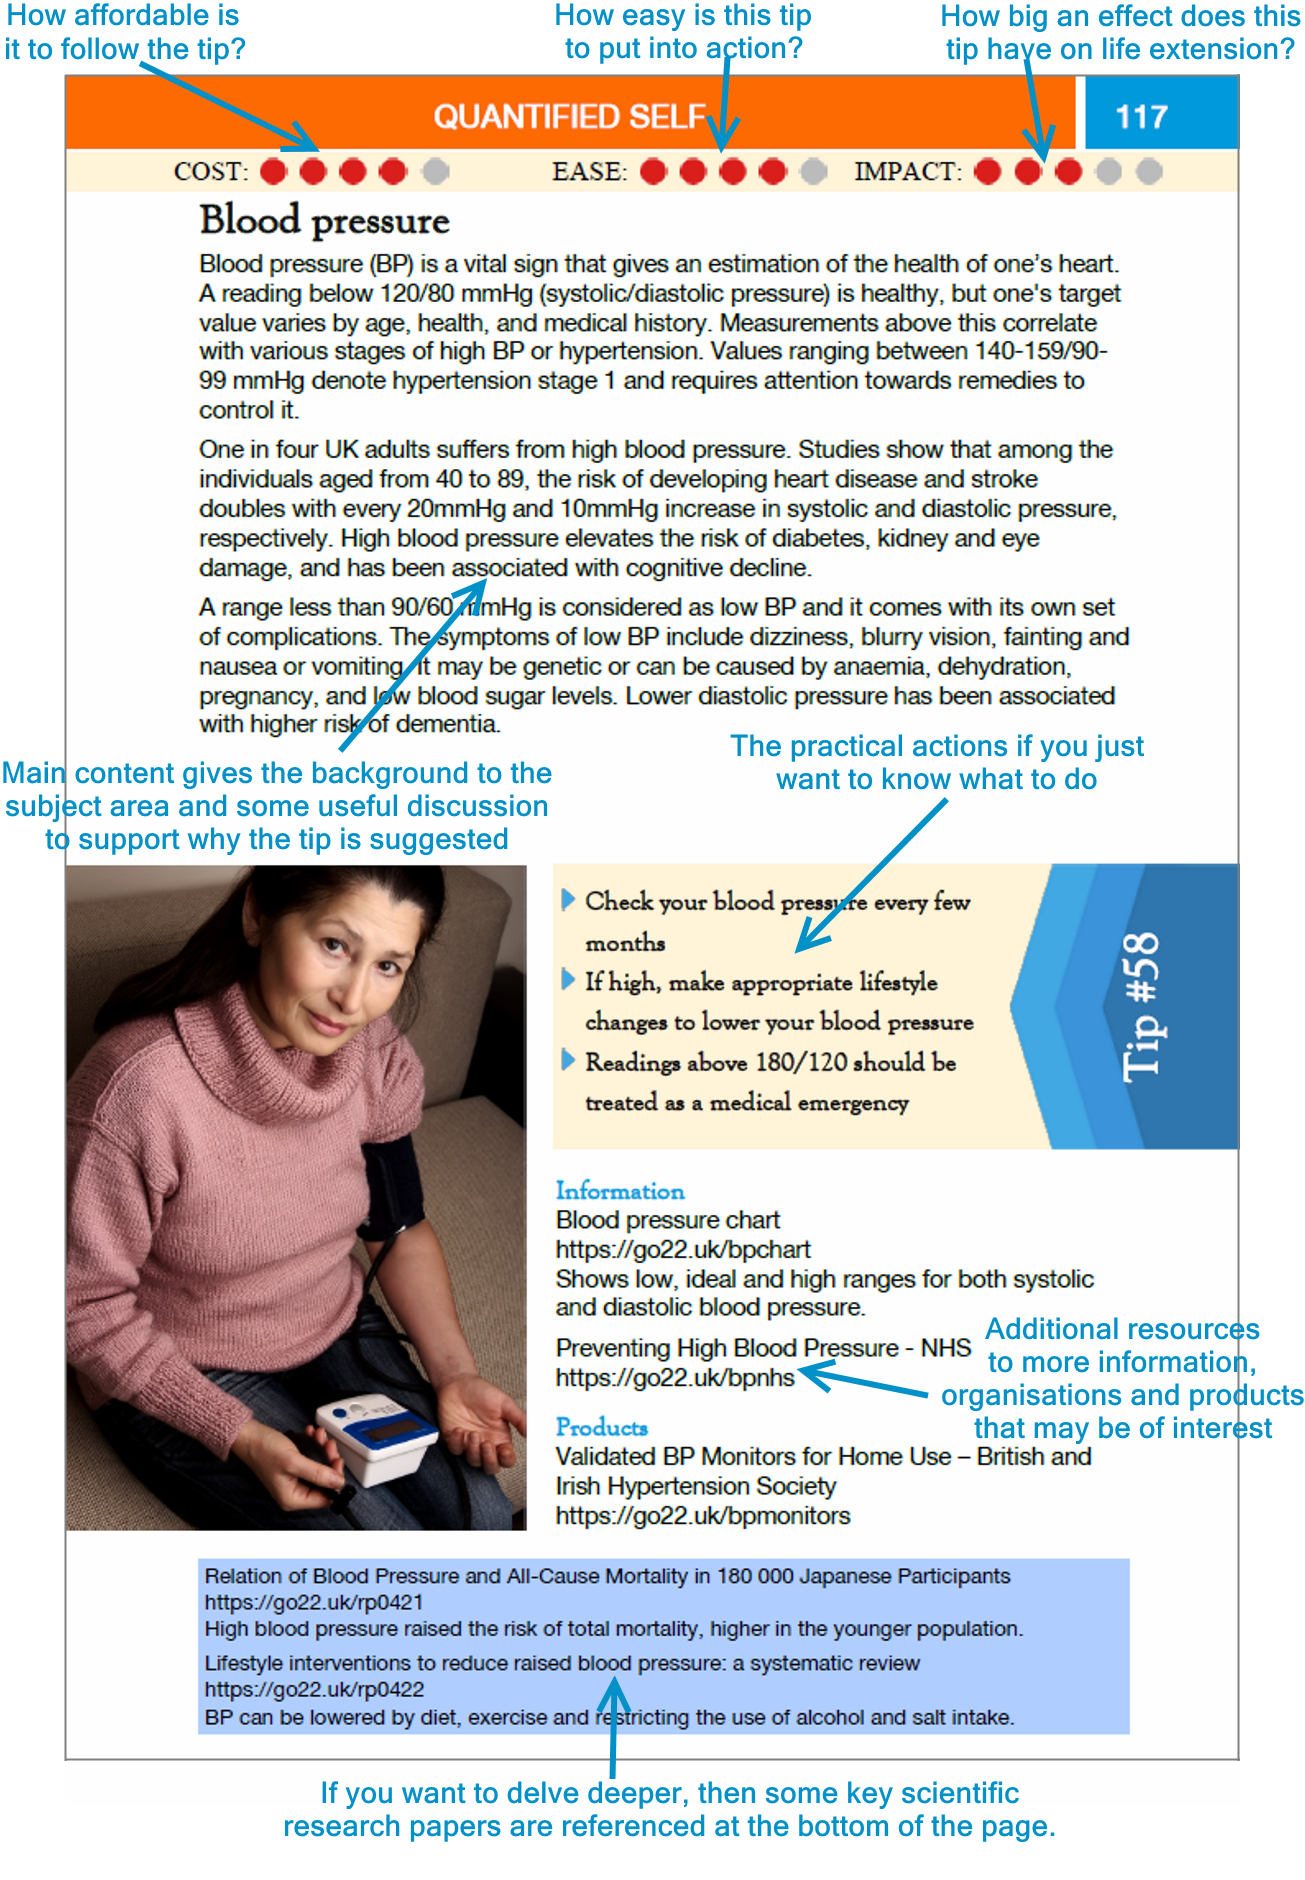 How affordable is
it to follow the tip?
How easy is this tip
to put into action?
How big an effect does this
tip have on life extension?
QUANTIFIED SELF
117
COST:
EASE:
IMPACT:
Blood pressure
Blood pressure (BP) is a vital sign that gives an estimation of the health of one's heart.
A reading below 120/80 mmHg (systolic/diastolic pressure) is healthy, but one's target
value varies by age, health, and medical history. Measurements above this correlate
with various stages of high BP or hypertension. Values ranging between 140-159/90-
99 mmHg denote hypertension stage 1 and requires attention towards remedies to
control it.
One in four UK adults suffers from high blood pressure. Studies show that among the
individuals aged from 40 to 89, the risk of developing heart disease and stroke
doubles with every 20mmHg and 10mmHg increase in systolic and diastolic pressure,
respectively. High blood pressure elevates the risk of diabetes, kidney and eye
damage, and has been associated with cognitive decline.
A range less than 90/60 mmHg is considered as low BP and it comes with its own set
of complications. The symptoms of low BP include dizziness, blurry vision, fainting and
nausea or vomiting. It may be genetic or can be caused by anaemia, dehydration,
pregnancy, and low blood sugar levels. Lower diastolic pressure has been associated
with higher risk of dementia.
Main content gives the background to the
subject area and some useful discussion
to support why the tip is suggested
The practical actions if you just
want to know what to do
Check your blood pressure every few
months
If high, make appropriate lifestyle
changes to lower your blood pressure
Readings above 180/120 should be
treated as a medical emergency
Tip #58
Information
Blood pressure chart
https://go22.uk/bpchart
Shows low, ideal and high ranges for both systolic
and diastolic blood pressure.
Preventing High Blood Pressure - NHS
https://go22.uk/bpnhs
Additional resources
to more information,
organisations and products
that may be of interest
Products
Validated BP Monitors for Home Use – British and
Irish Hypertension Society
https://go22.uk/bpmonitors
Relation of Blood Pressure and All-Cause Mortality in 180 000 Japanese Participants
https://go22.uk/rp0421
High blood pressure raised the risk of total mortality, higher in the younger population.
Lifestyle interventions to reduce raised blood pressure: a systematic review
https://go22.uk/rp0422
BP can be lowered by diet, exercise and restricting the use of alcohol and salt intake.
If you want to delve deeper, then some key scientific
research papers are referenced at the bottom of the page.